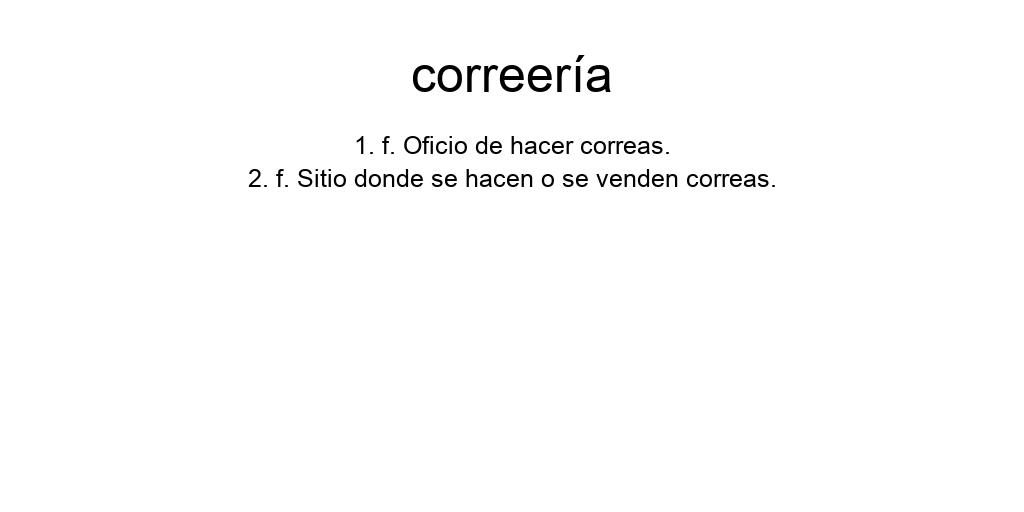 correería
1. f. Oficio de hacer correas.
2. f. Sitio donde se hacen o se venden correas.